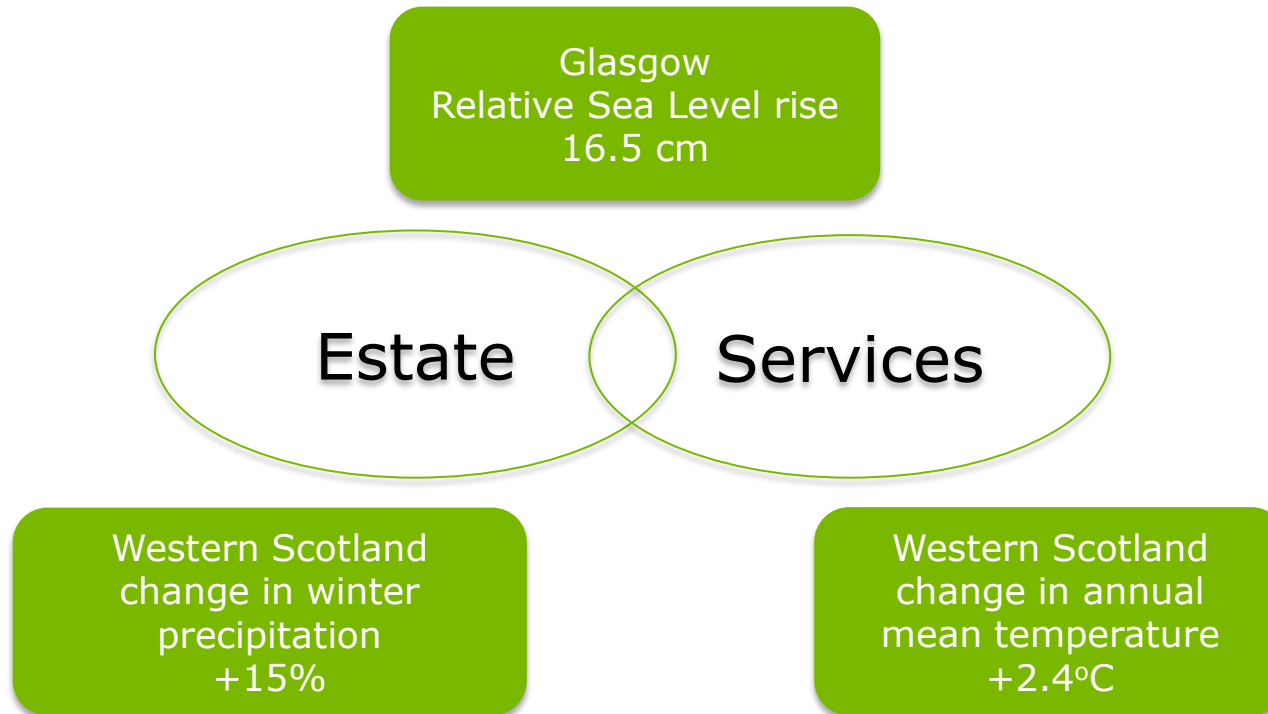 Glasgow
Relative Sea Level rise
16.5 cm
Estate
Services
Western Scotland
change in winter
precipitation
+15%
Western Scotland
change in annual
mean temperature
+2.4°C